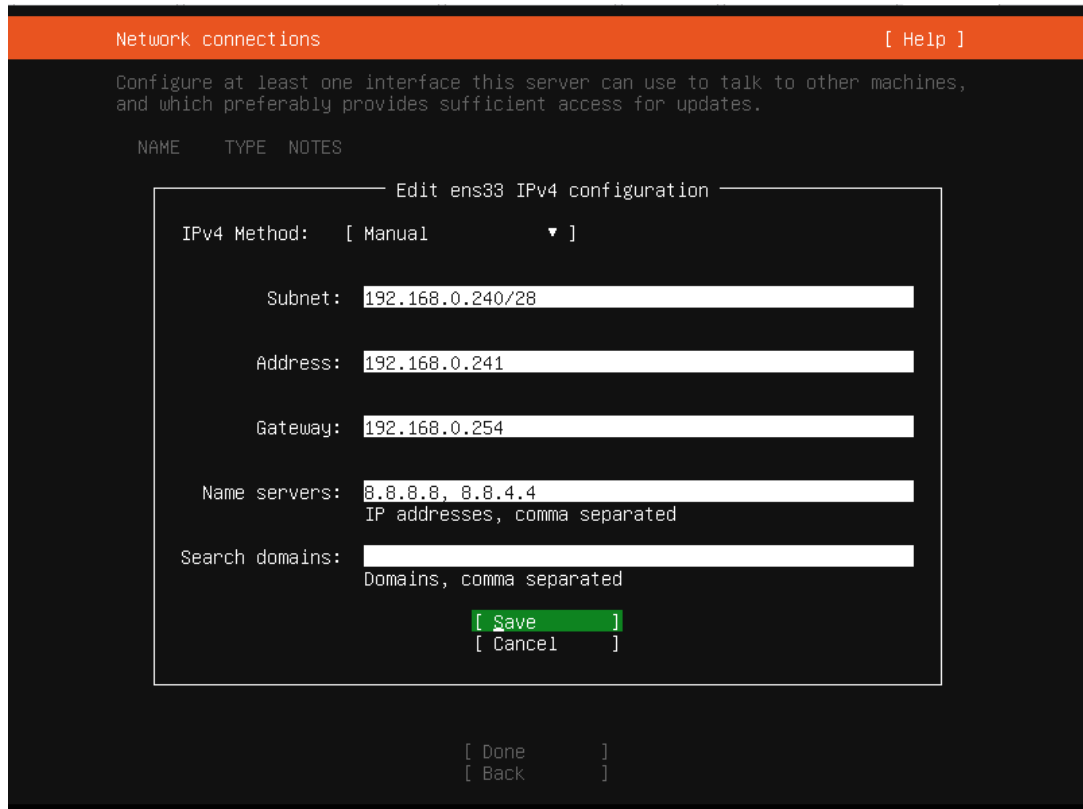 Network connections [ Help ]
Configure at least one interface this server can use to talk to other machines,
and which preferably provides sufficient access for updates.
NAME TYPE NOTES
Edit ens33 IPv4 configuration
IPv4 Method: [ Manual ▾ ]
Subnet: 192.168.0.240/28
Address: 192.168.0.241
Gateway: 192.168.0.254
Name servers: 8.8.8.8, 8.8.4.4
IP addresses, comma separated
Search domains:
Domains, comma separated
[ Save ]
[ Cancel ]
[ Done ]
[ Back ]